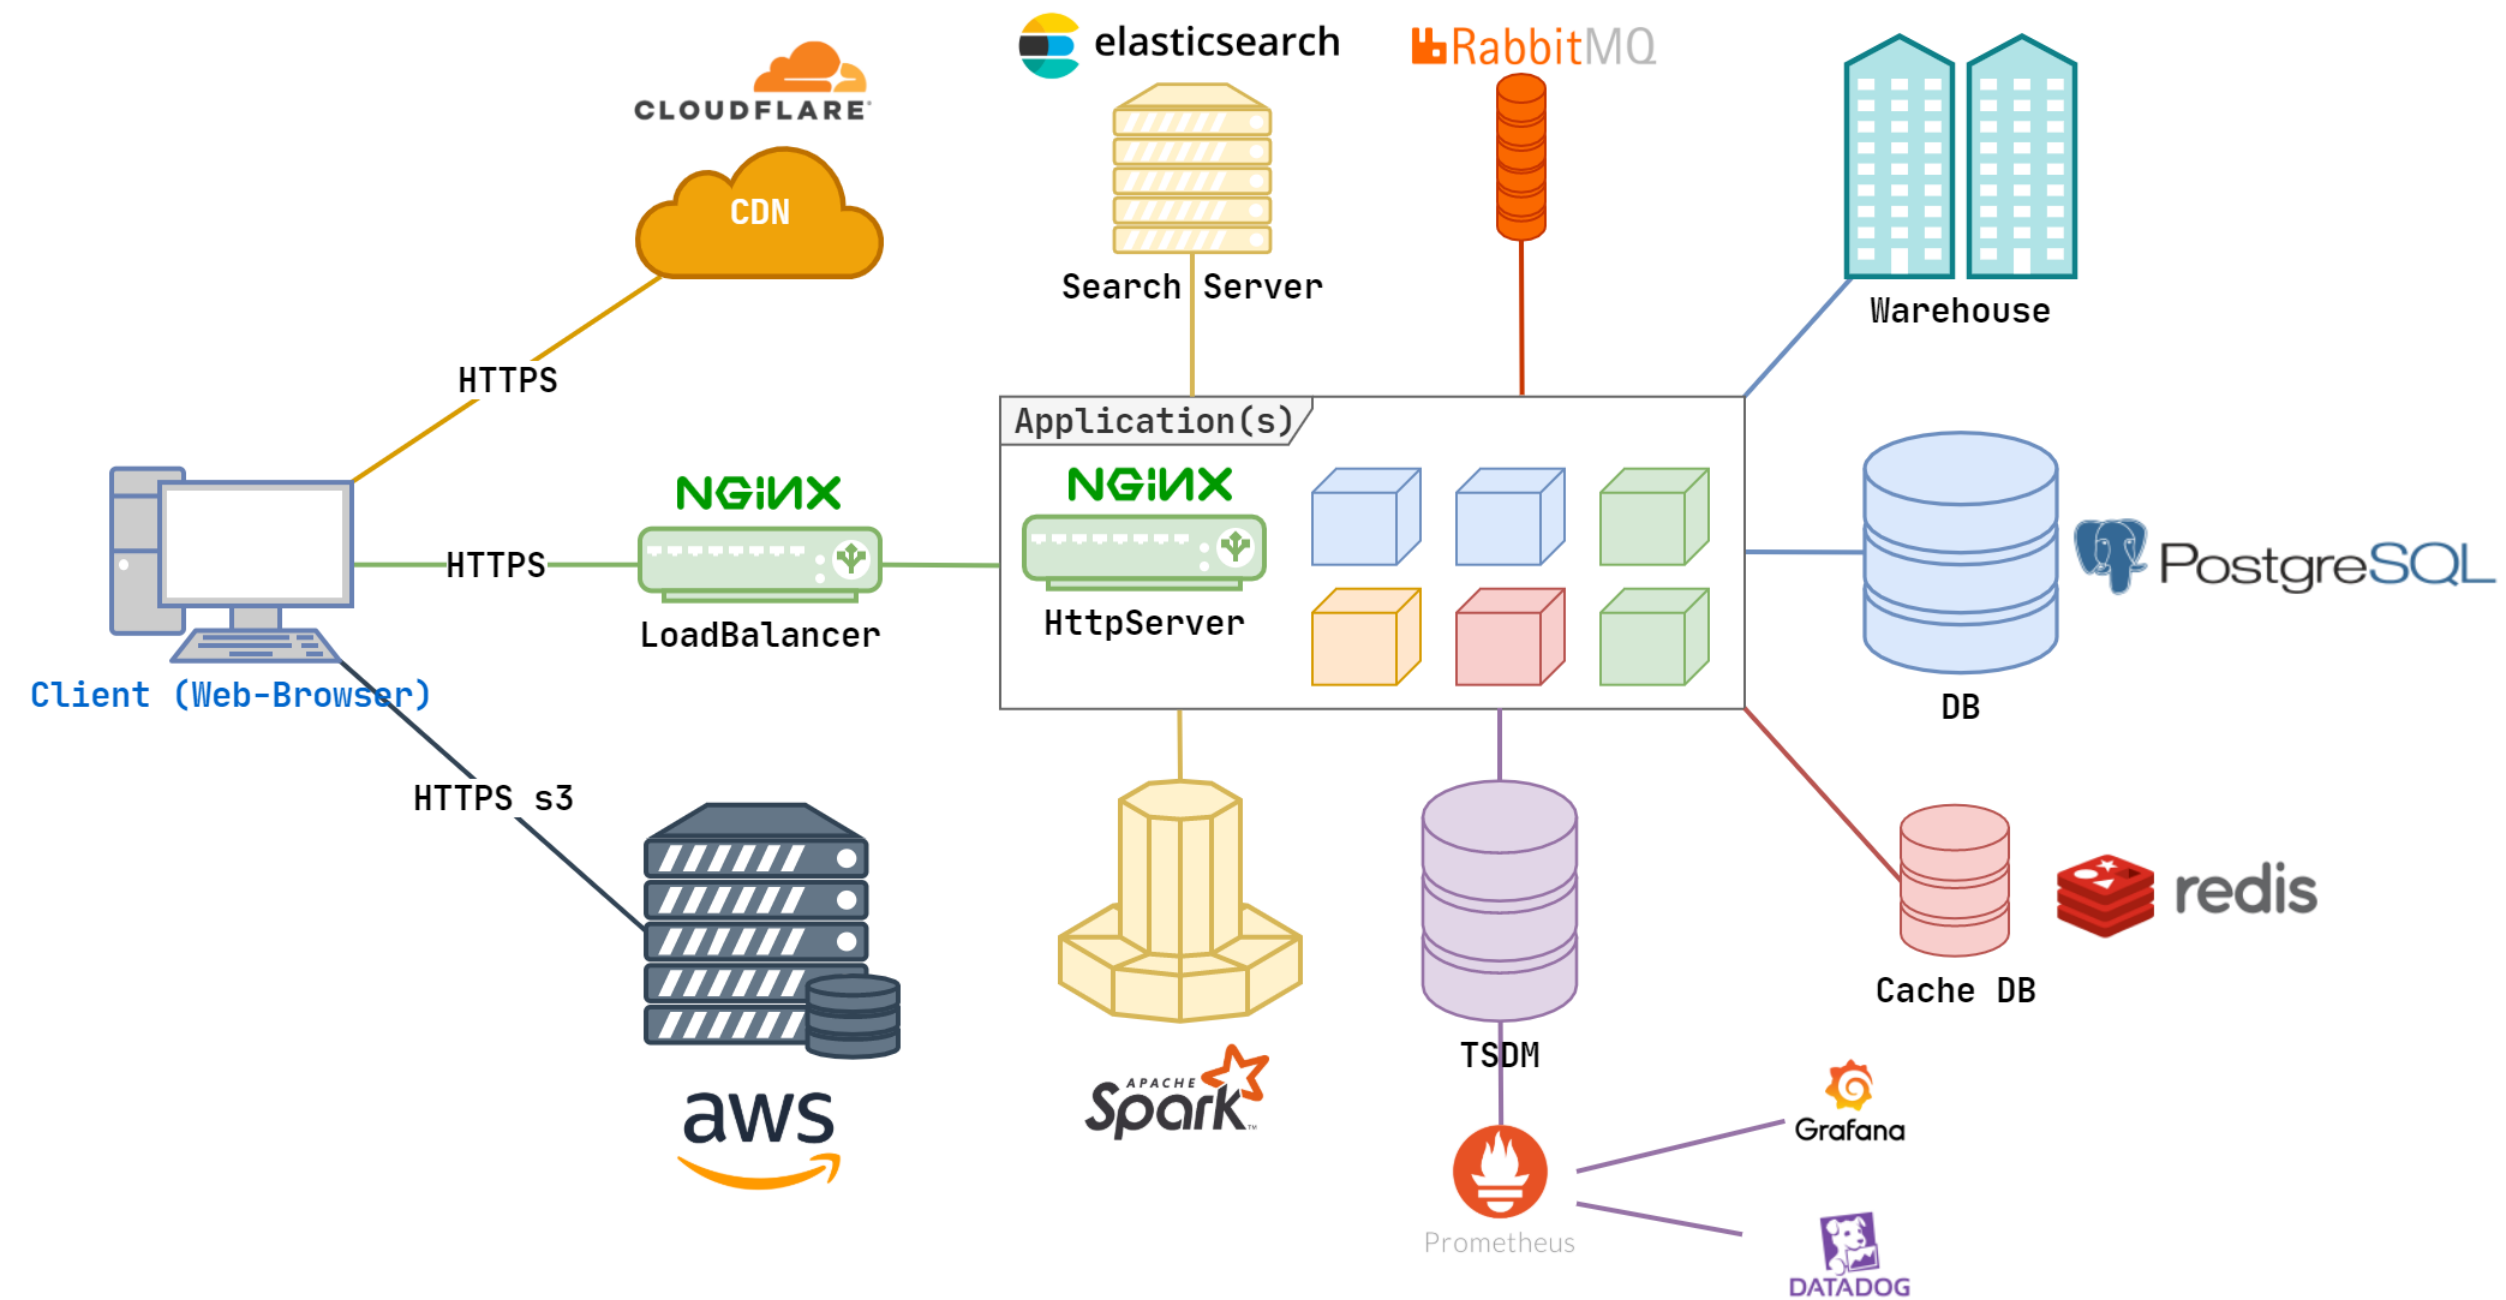 elasticsearch
RabbitMQ
CLOUDFLARE
CDN
Search Server
Warehouse
HTTPS
Application(s)
NGINX
NGINX
HTTPS
LoadBalancer
HttpServer
PostgreSQL
DB
Client (Web-Browser)
HTTPS s3
redis
Cache DB
TSDM
aws
APACHE
Spark™
Grafana
Prometheus
DATADOG